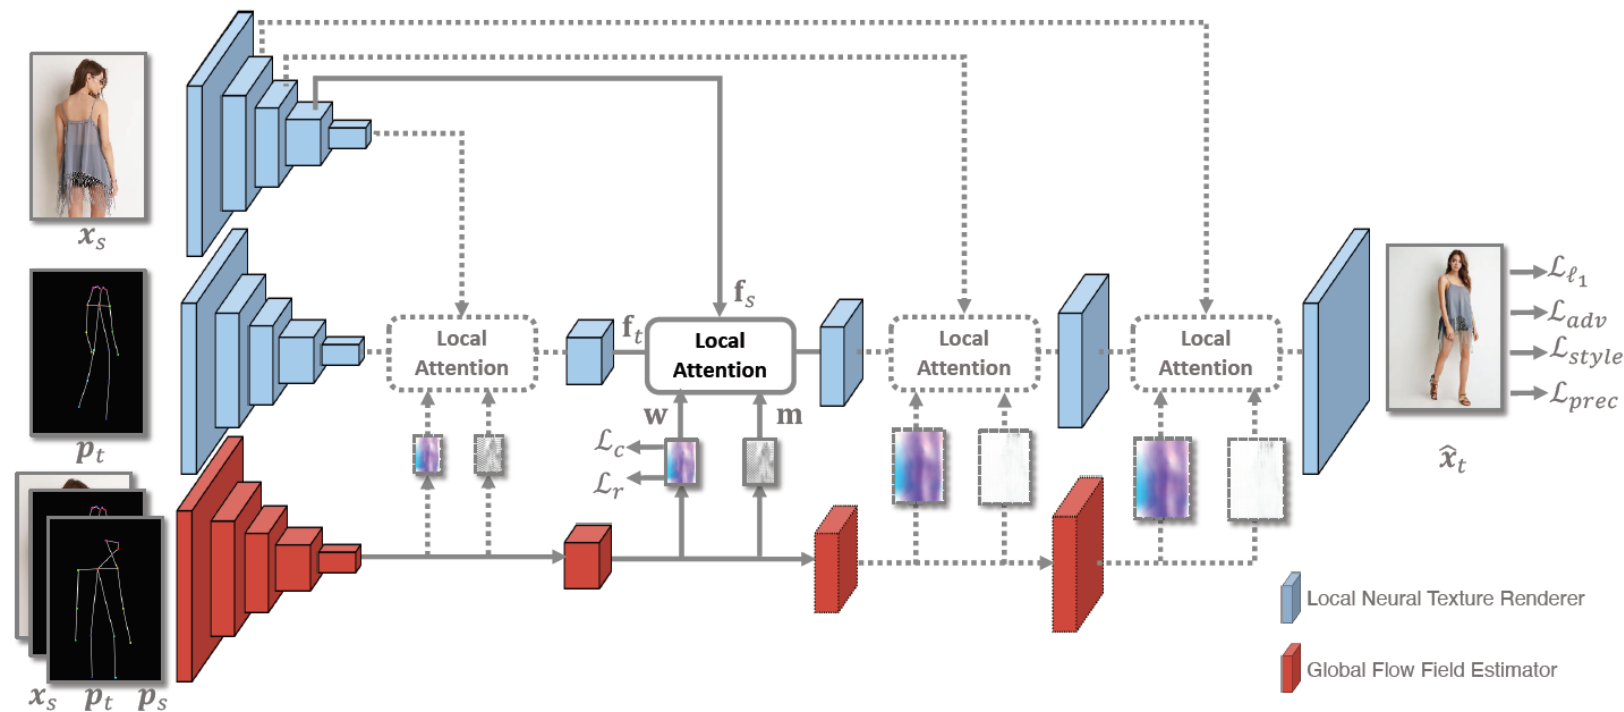 x_s
f_s
f_t
Local
Attention
Local
Attention
Local
Attention
Local
Attention
ℒ_ℓ1
ℒ_adv
ℒ_style
ℒ_prec
p_t
w
m
ℒ_c
ℒ_r
x̂_t
Local Neural Texture Renderer
Global Flow Field Estimator
x_s p_t p_s